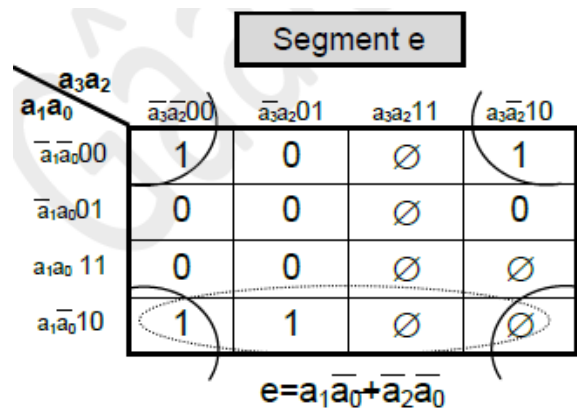 Segment e
a₃a₂
a₁a₀
a̅₃a̅₂00 a̅₃a₂01 a₃a₂11 a₃a̅₂10
a̅₁a̅₀00 1 0 ∅ 1
a̅₁a₀01 0 0 ∅ 0
a₁a₀ 11 0 0 ∅ ∅
a₁a̅₀10 1 1 ∅ ∅
e=a₁a̅₀+a̅₂a̅₀